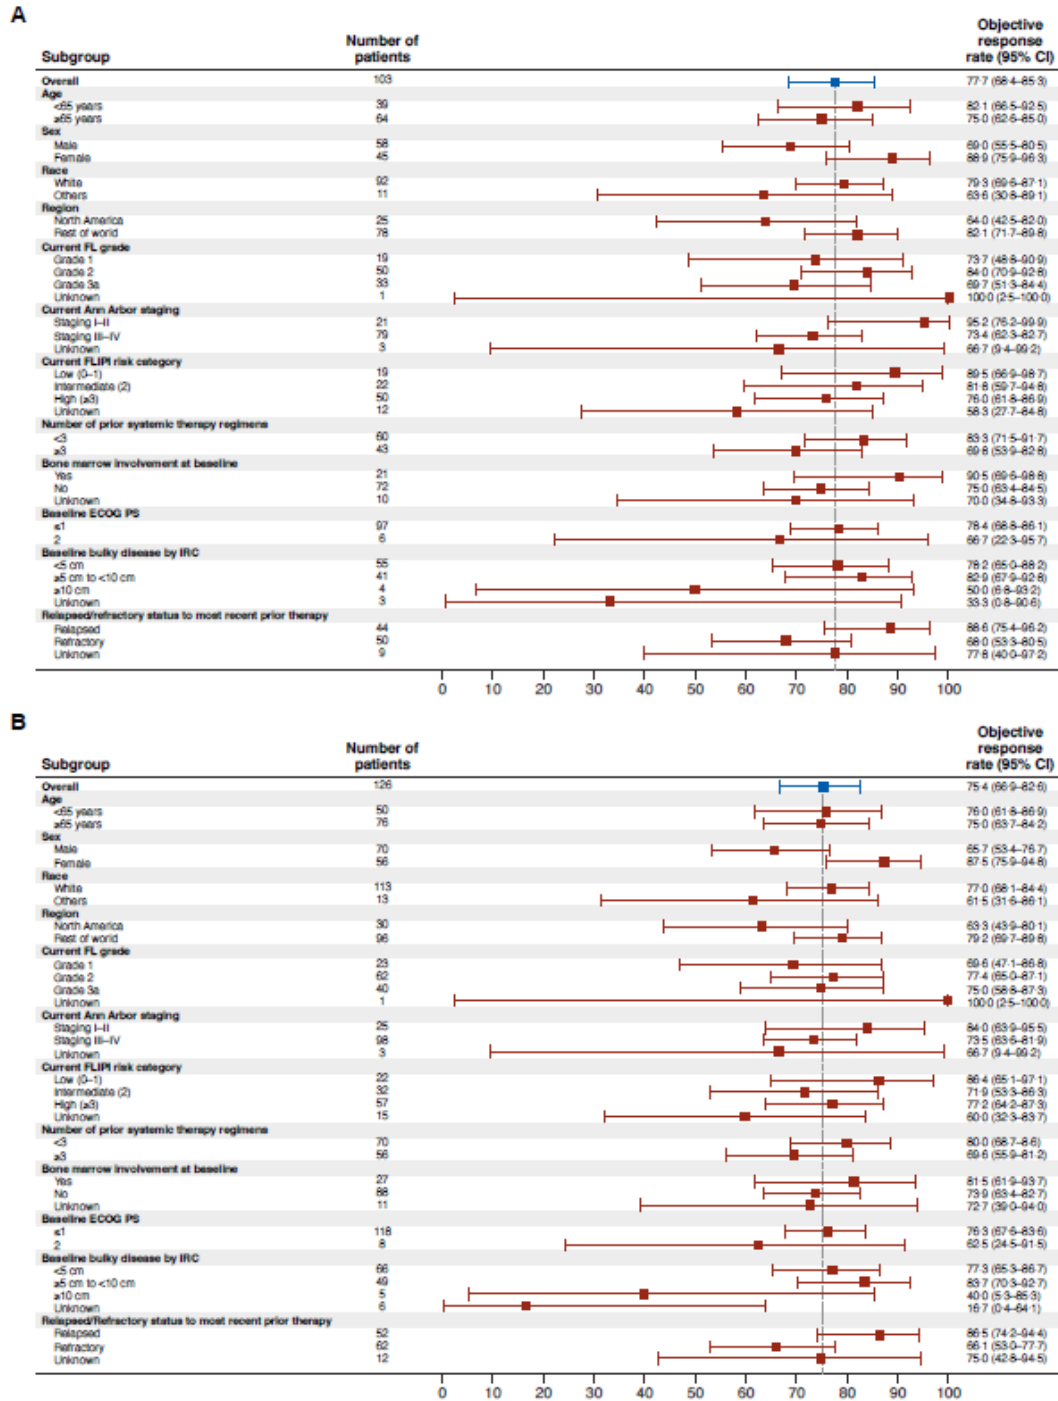 A
Subgroup Number of patients Objective response rate (95% CI)
Overall 103 77·7 (68·4–85·3)
Age
<65 years 39 82·1 (66·5–92·5)
≥65 years 64 75·0 (62·6–85·0)
Sex
Male 58 69·0 (55·5–80·5)
Female 45 88·9 (75·9–96·3)
Race
White 92 79·3 (69·6–87·1)
Others 11 63·6 (30·8–89·1)
Region
North America 25 64·0 (42·5–82·0)
Rest of world 78 82·1 (71·7–89·8)
Current FL grade
Grade 1 19 73·7 (48·8–90·9)
Grade 2 50 84·0 (70·9–92·8)
Grade 3a 33 69·7 (51·3–84·4)
Unknown 1 100·0 (2·5–100·0)
Current Ann Arbor staging
Staging I–II 21 95·2 (76·2–99·9)
Staging III–IV 79 73·4 (62·3–82·7)
Unknown 3 66·7 (9·4–99·2)
Current FLIPI risk category
Low (0–1) 19 89·5 (66·9–98·7)
Intermediate (2) 22 81·8 (59·7–94·8)
High (≥3) 50 76·0 (61·8–86·9)
Unknown 12 58·3 (27·7–84·8)
Number of prior systemic therapy regimens
<3 60 83·3 (71·5–91·7)
≥3 43 69·8 (53·9–82·8)
Bone marrow involvement at baseline
Yes 21 90·5 (69·6–98·8)
No 72 75·0 (63·4–84·5)
Unknown 10 70·0 (34·8–93·3)
Baseline ECOG PS
≤1 97 78·4 (68·8–86·1)
2 6 66·7 (22·3–95·7)
Baseline bulky disease by IRC
<5 cm 55 78·2 (65·0–88·2)
≥5 cm to <10 cm 41 82·9 (67·9–92·8)
≥10 cm 4 50·0 (6·8–93·2)
Unknown 3 33·3 (0·8–90·6)
Relapsed/refractory status to most recent prior therapy
Relapsed 44 88·6 (75·4–96·2)
Refractory 50 68·0 (53·3–80·5)
Unknown 9 77·8 (40·0–97·2)
0 10 20 30 40 50 60 70 80 90 100
B
Subgroup Number of patients Objective response rate (95% CI)
Overall 126 75·4 (66·9–82·6)
Age
<65 years 50 76·0 (61·8–86·9)
≥65 years 76 75·0 (63·7–84·2)
Sex
Male 70 65·7 (53·4–76·7)
Female 56 87·5 (75·9–94·8)
Race
White 113 77·0 (68·1–84·4)
Others 13 61·5 (31·6–86·1)
Region
North America 30 63·3 (43·9–80·1)
Rest of world 96 79·2 (69·7–89·8)
Current FL grade
Grade 1 23 69·6 (47·1–86·8)
Grade 2 62 77·4 (65·0–87·1)
Grade 3a 40 75·0 (58·8–87·3)
Unknown 1 100·0 (2·5–100·0)
Current Ann Arbor staging
Staging I–II 25 84·0 (63·9–95·5)
Staging III–IV 98 73·5 (63·6–81·9)
Unknown 3 66·7 (9·4–99·2)
Current FLIPI risk category
Low (0–1) 22 86·4 (65·1–97·1)
Intermediate (2) 32 71·9 (53·3–86·3)
High (≥3) 57 77·2 (64·2–87·3)
Unknown 15 60·0 (32·3–83·7)
Number of prior systemic therapy regimens
<3 70 80·0 (68·7–8·6)
≥3 56 69·6 (55·9–81·2)
Bone marrow involvement at baseline
Yes 27 81·5 (61·9–93·7)
No 88 73·9 (63·4–82·7)
Unknown 11 72·7 (39·0–94·0)
Baseline ECOG PS
≤1 118 76·3 (67·6–83·6)
2 8 62·5 (24·5–91·5)
Baseline bulky disease by IRC
<5 cm 66 77·3 (65·3–86·7)
≥5 cm to <10 cm 49 83·7 (70·3–92·7)
≥10 cm 5 40·0 (5·3–85·3)
Unknown 6 16·7 (0·4–64·1)
Relapsed/Refractory status to most recent prior therapy
Relapsed 52 86·5 (74·2–94·4)
Refractory 62 66·1 (53·0–77·7)
Unknown 12 75·0 (42·8–94·5)
0 10 20 30 40 50 60 70 80 90 100